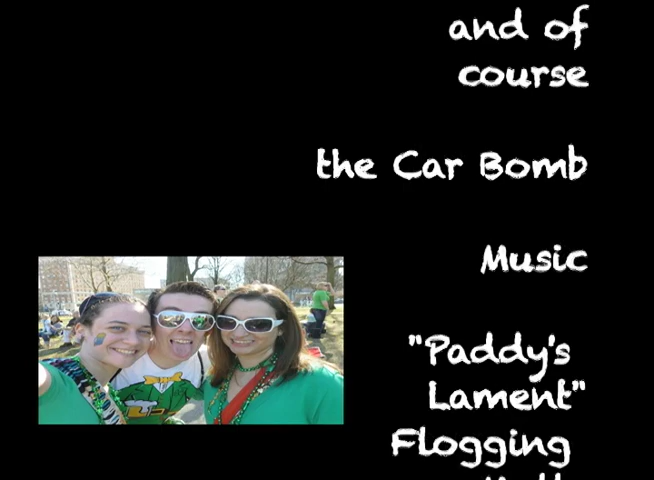 and of
course
the Car Bomb
Music
"Paddy's
Lament"
Flogging